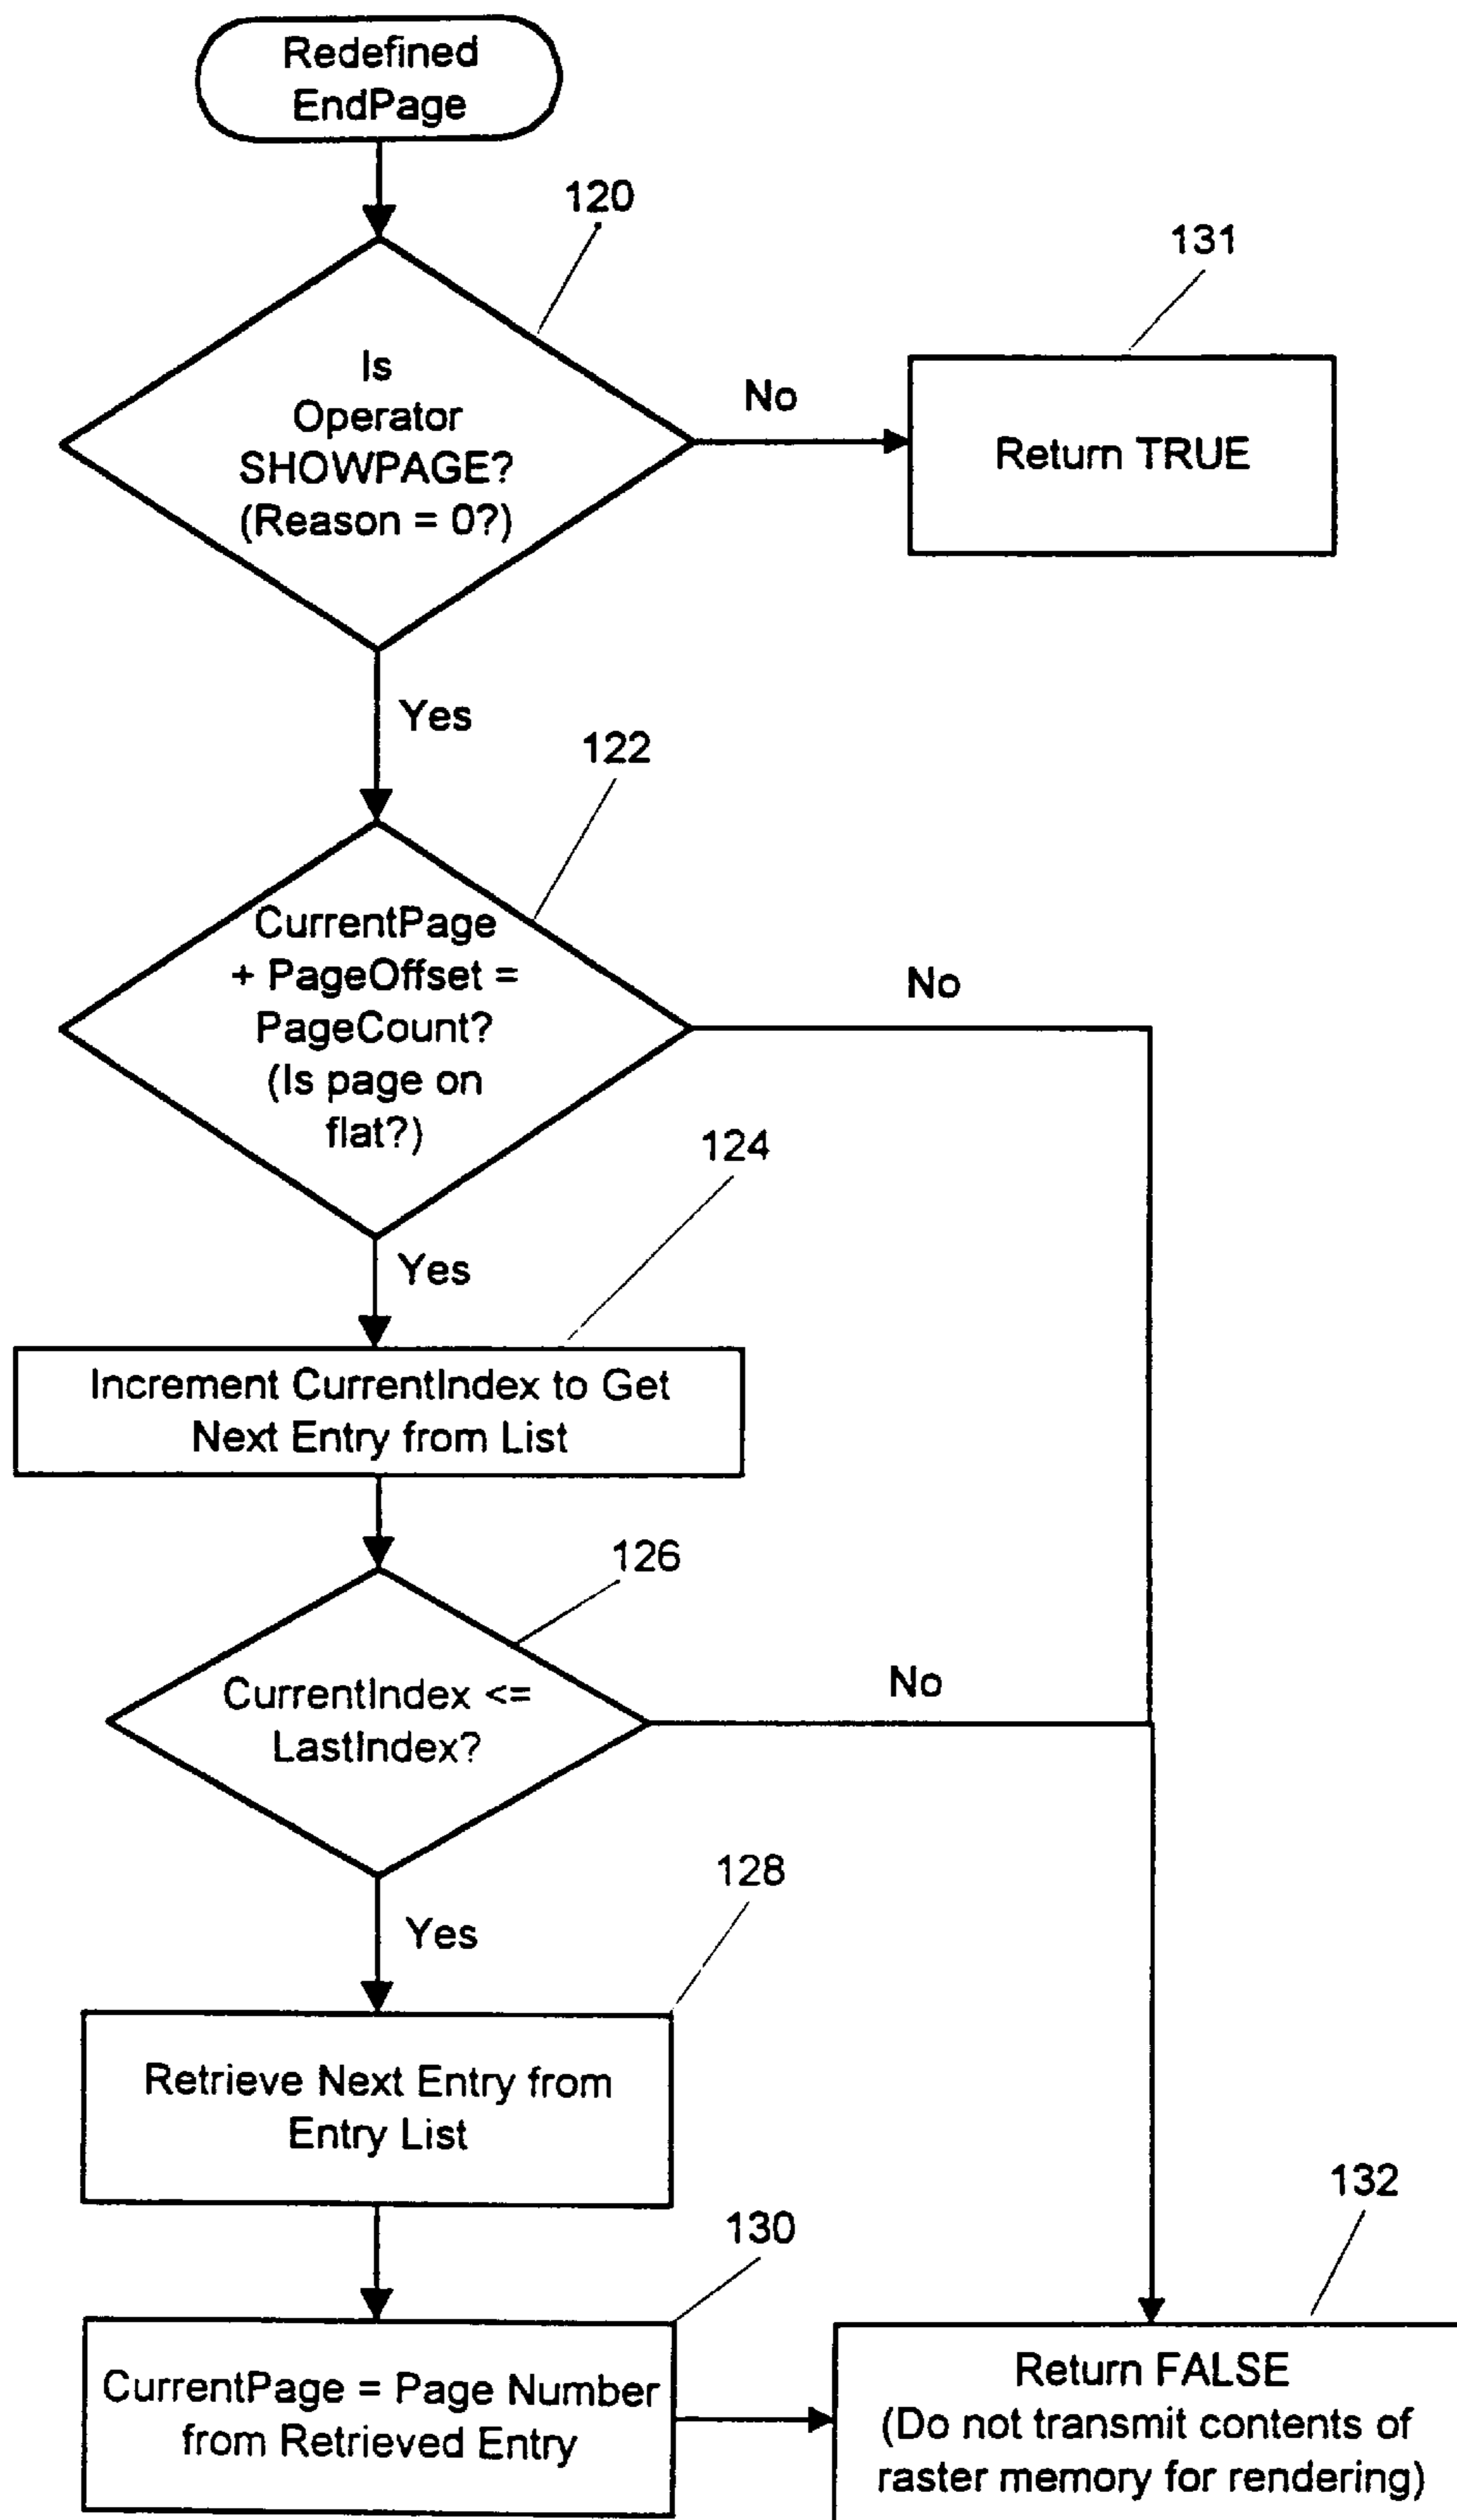 Redefined
EndPage
120
131
Is
Operator
SHOWPAGE?
(Reason = 0?)
No
Return TRUE
Yes
122
CurrentPage
+ PageOffset =
PageCount?
(Is page on
flat?)
No
124
Yes
Increment CurrentIndex to Get
Next Entry from List
126
CurrentIndex <=
LastIndex?
No
128
Yes
Retrieve Next Entry from
Entry List
130
132
CurrentPage = Page Number
from Retrieved Entry
Return FALSE
(Do not transmit contents of
raster memory for rendering)